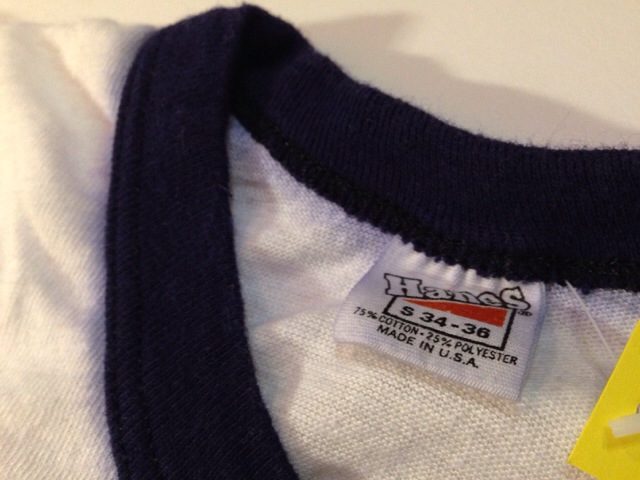 Hanes®
S 34-36
75% COTTON·25% POLYESTER
MADE IN U.S.A.